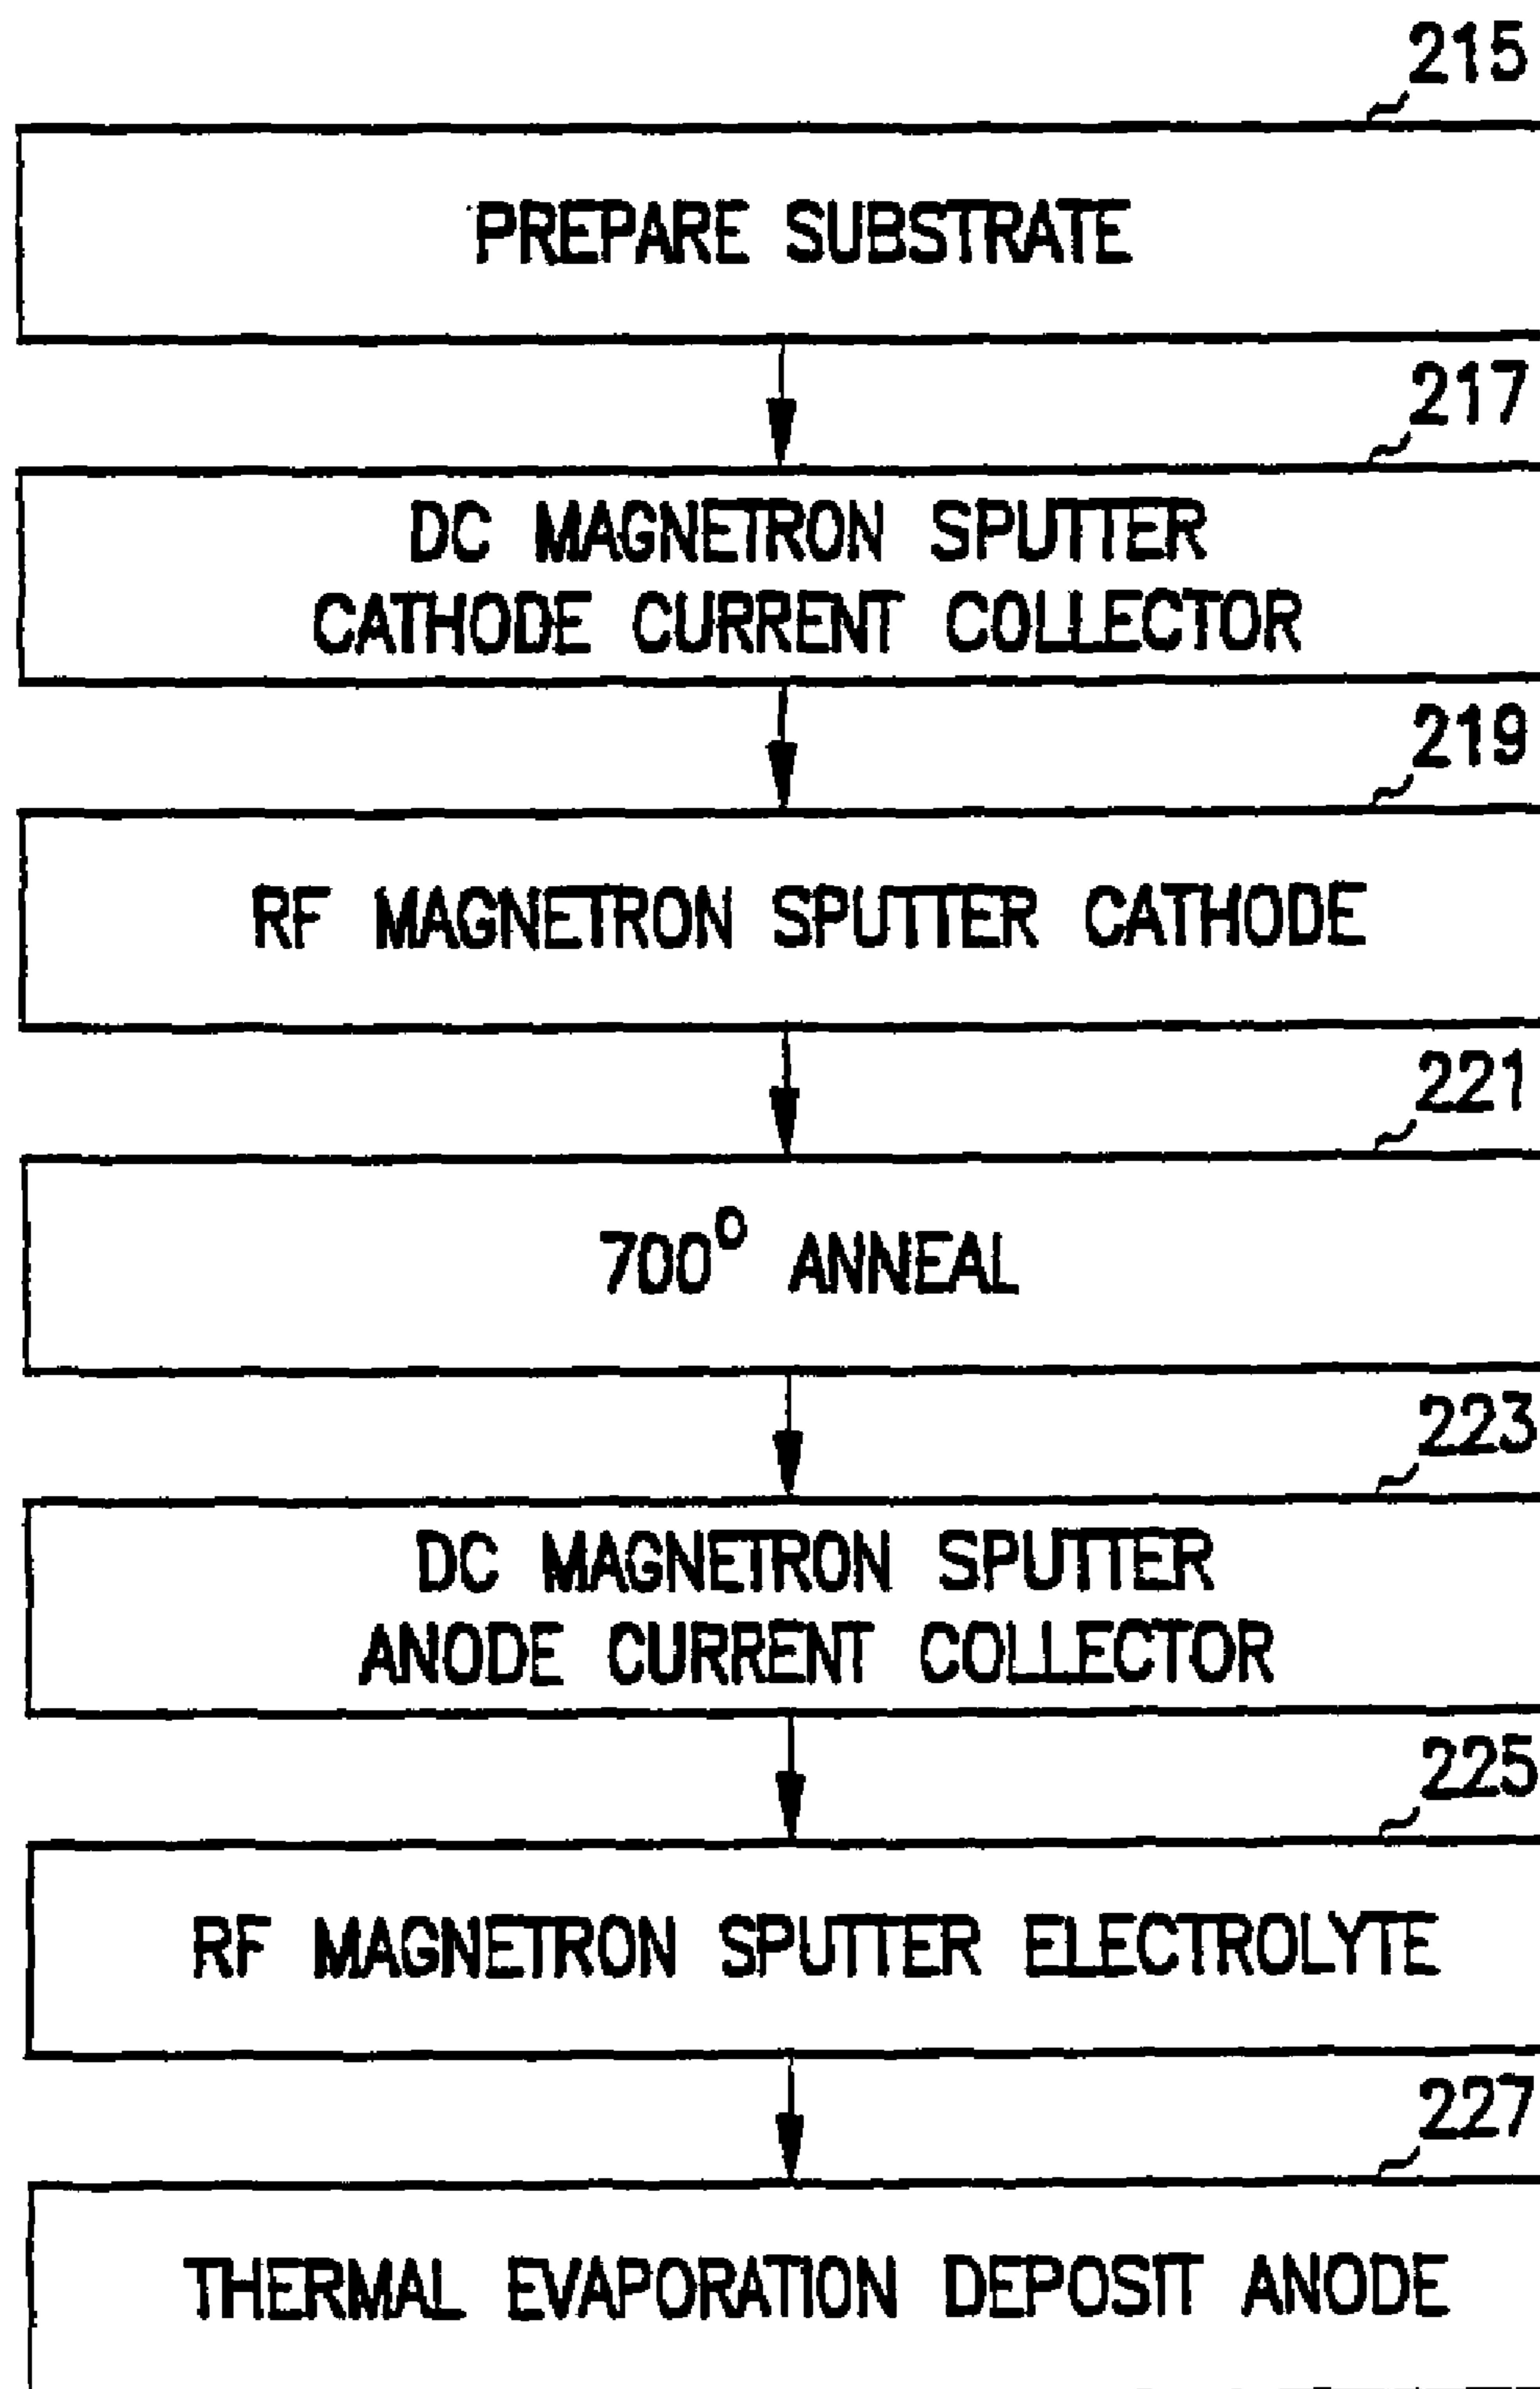 215
PREPARE SUBSTRATE
217
DC MAGNETRON SPUTTER
CATHODE CURRENT COLLECTOR
219
RF MAGNETRON SPUTTER CATHODE
221
700° ANNEAL
223
DC MAGNETRON SPUTTER
ANODE CURRENT COLLECTOR
225
RF MAGNETRON SPUTTER ELECTROLYTE
227
THERMAL EVAPORATION DEPOSIT ANODE